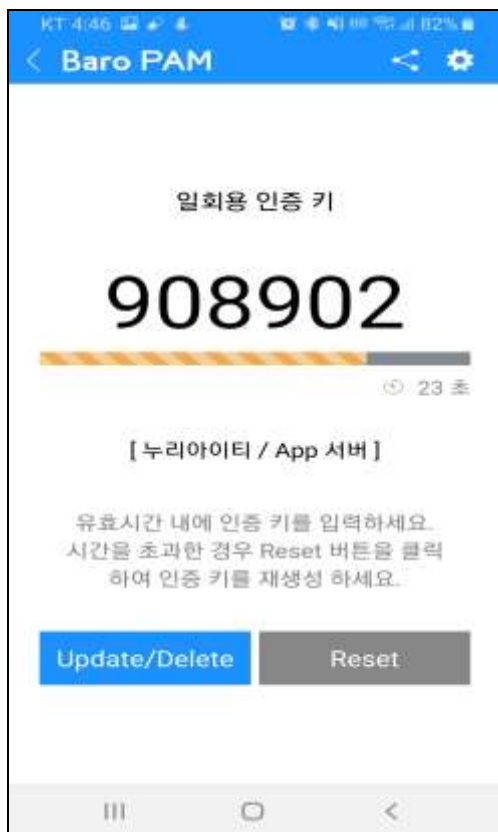 KT 4:46 82%
Baro PAM
일회용 인증 키
908902
23 초
[ 누리아이티 / App 서버 ]
유효시간 내에 인증 키를 입력하세요.
시간을 초과한 경우 Reset 버튼을 클릭
하여 인증 키를 재생성 하세요.
Update/Delete Reset